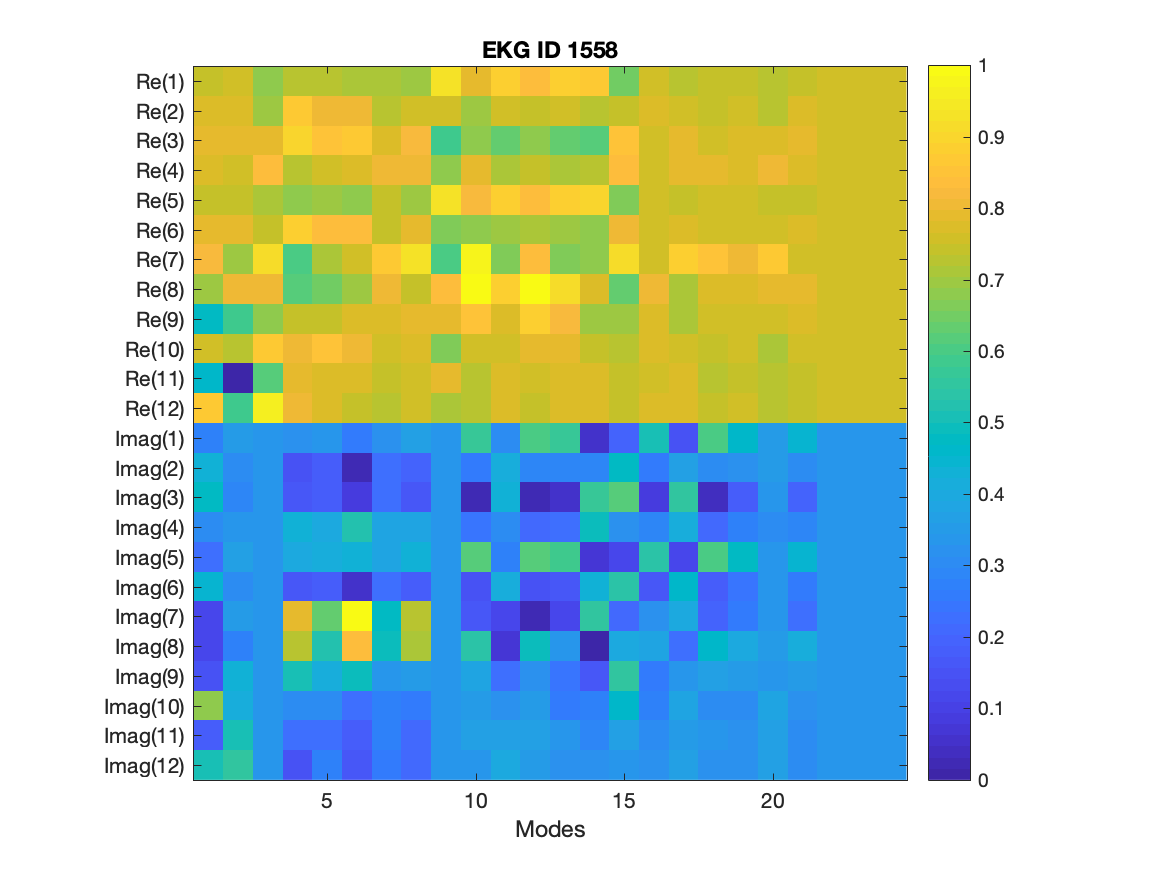 EKG ID 1558
Re(1)
Re(2)
Re(3)
Re(4)
Re(5)
Re(6)
Re(7)
Re(8)
Re(9)
Re(10)
Re(11)
Re(12)
Imag(1)
Imag(2)
Imag(3)
Imag(4)
Imag(5)
Imag(6)
Imag(7)
Imag(8)
Imag(9)
Imag(10)
Imag(11)
Imag(12)
5 10 15 20
Modes
1
0.9
0.8
0.7
0.6
0.5
0.4
0.3
0.2
0.1
0